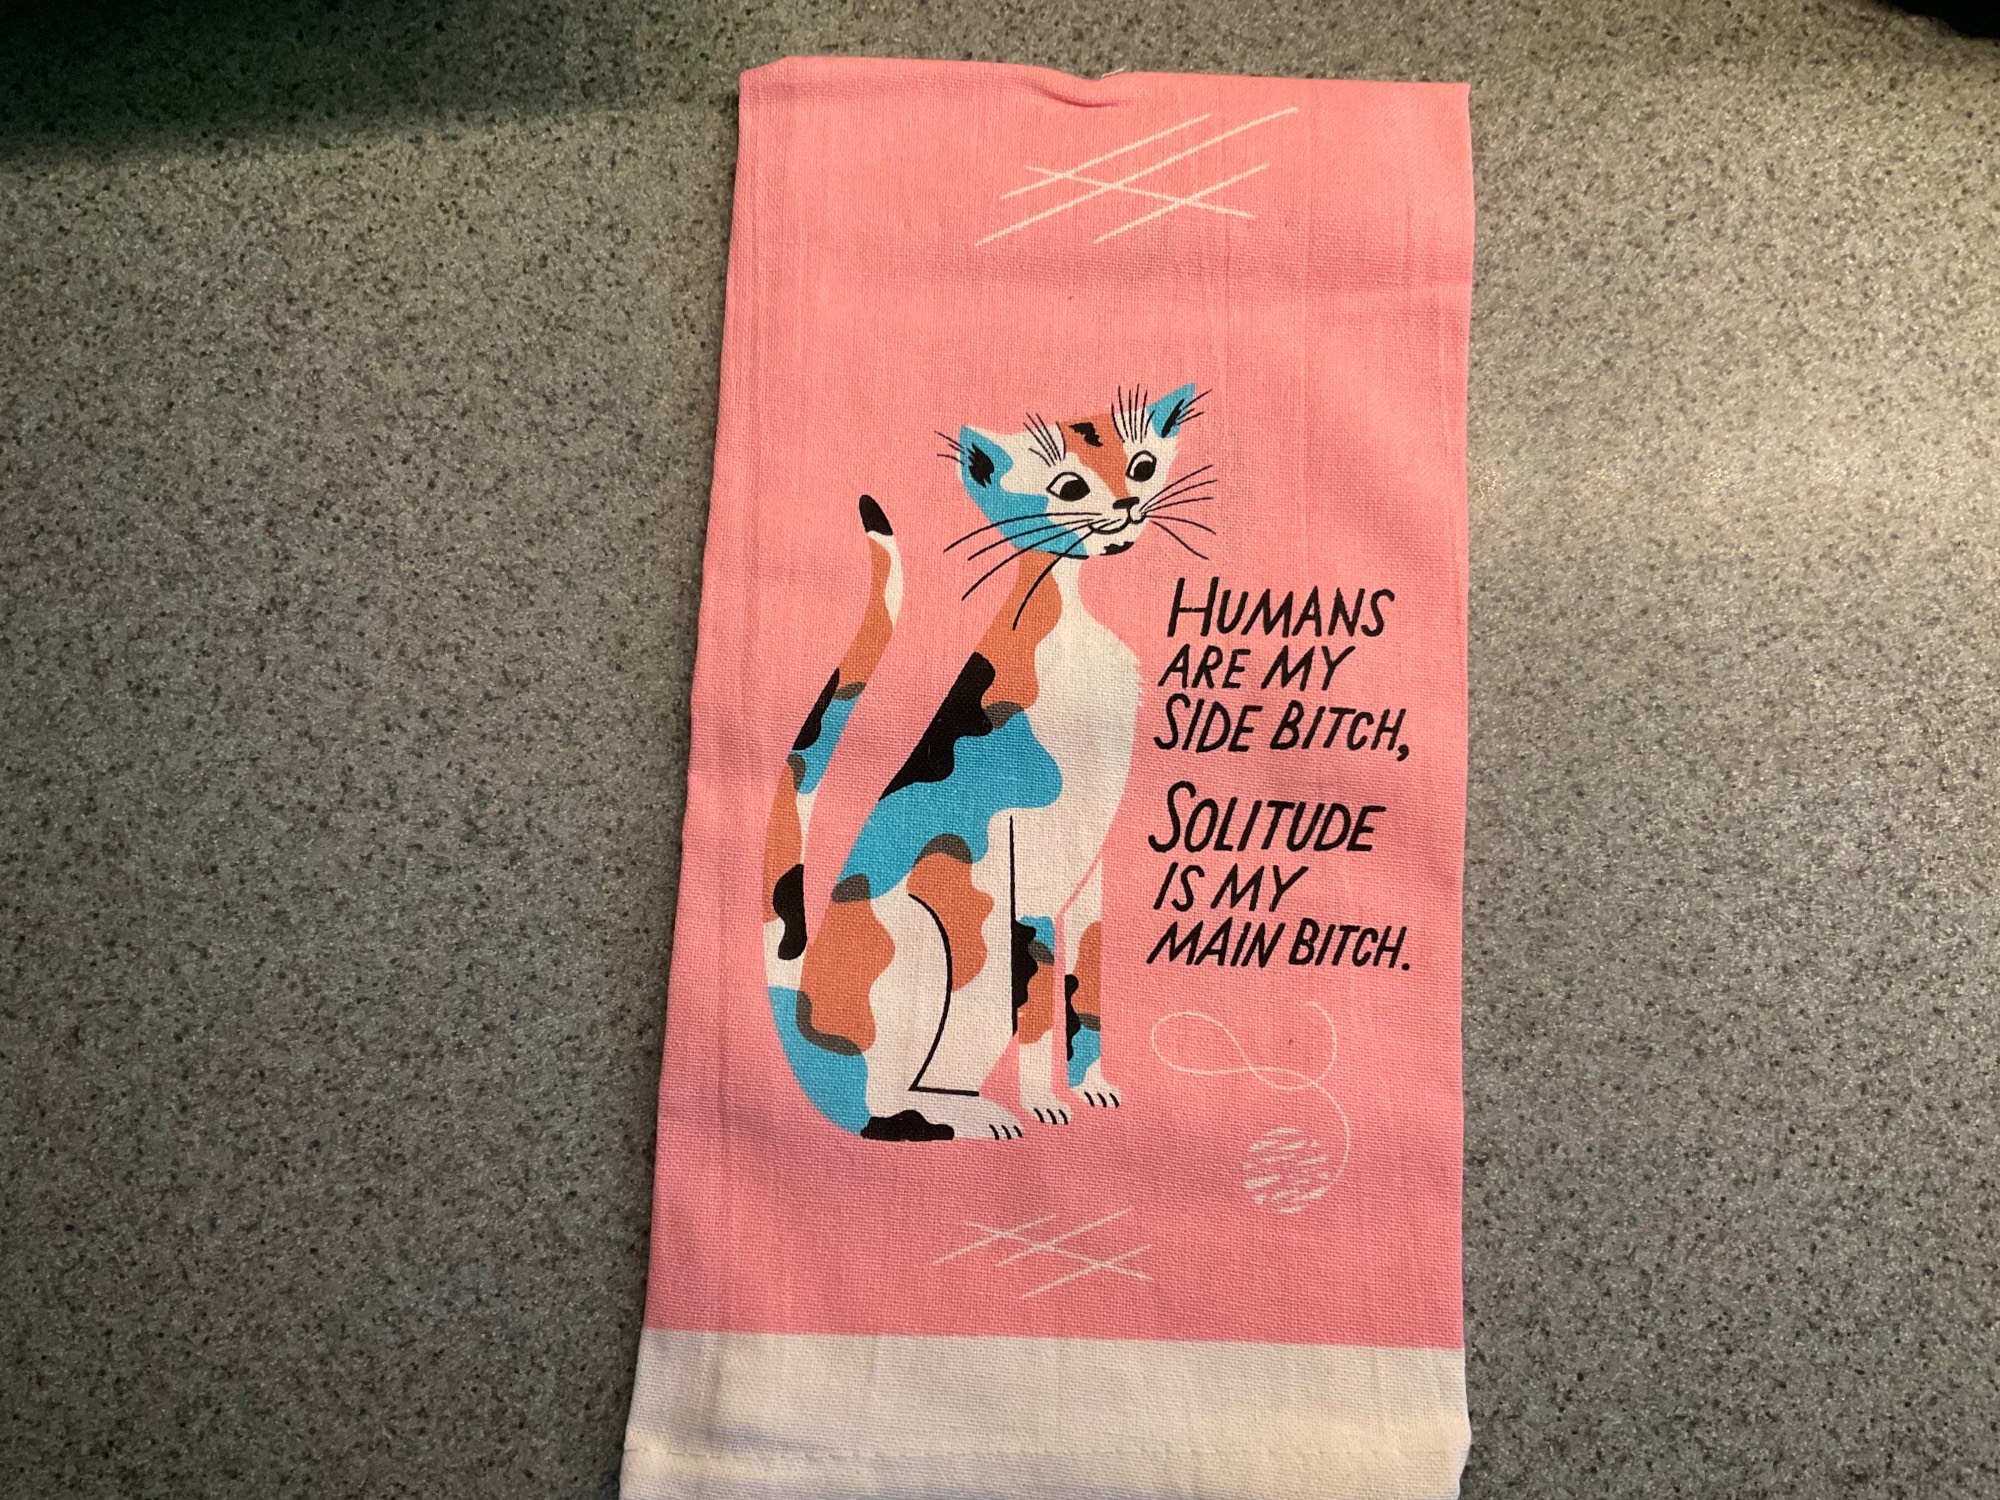 HUMANS
ARE MY
SIDE BITCH,
SOLITUDE
IS MY
MAIN BITCH.